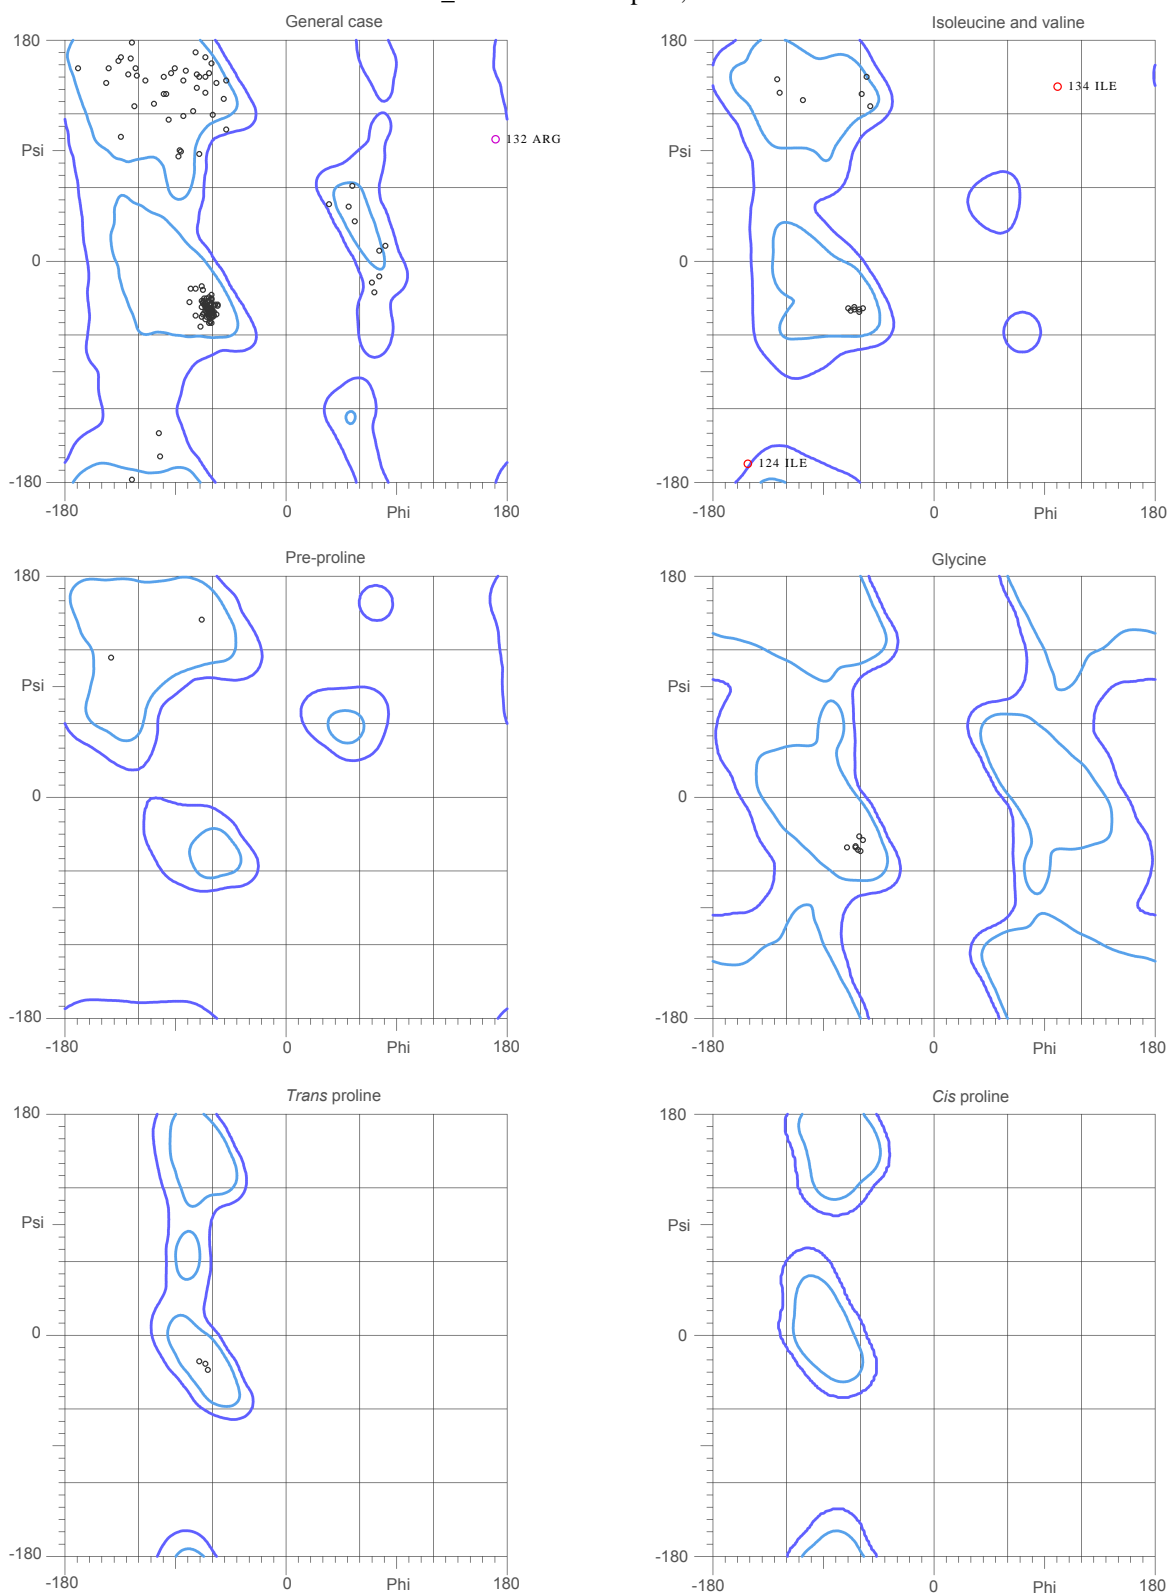 General case
Isoleucine and valine
180
180
134 ILE
132 ARG
Psi
Psi
0
0
124 ILE
-180
-180
-180
0
Phi
180
-180
0
Phi
180
Pre-proline
Glycine
180
180
Psi
Psi
0
0
-180
-180
-180
0
Phi
180
-180
0
Phi
180
Trans proline
Cis proline
180
180
Psi
Psi
0
0
-180
-180
-180
0
Phi
180
-180
0
Phi
180